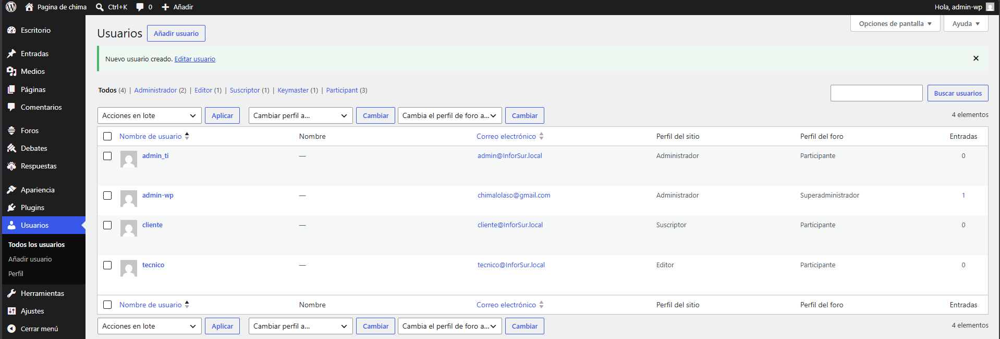 Pagina de chima Ctrl+K 0 Añadir Hola, admin-wp
Escritorio
Entradas
Medios
Páginas
Comentarios
Foros
Debates
Respuestas
Apariencia
Plugins
Usuarios
Todos los usuarios
Añadir usuario
Perfil
Herramientas
Ajustes
Cerrar menú
Opciones de pantalla Ayuda
Usuarios Añadir usuario
Nuevo usuario creado. Editar usuario
Todos (4) | Administrador (2) | Editor (1) | Suscriptor (1) | Keymaster (1) | Participant (3)
Buscar usuarios
Acciones en lote Aplicar Cambiar perfil a... Cambiar Cambia el perfil de foro a... Cambiar 4 elementos
Nombre de usuario Nombre Correo electrónico Perfil del sitio Perfil del foro Entradas
admin_ti — admin@InforSur.local Administrador Participante 0
admin-wp — chimalolaso@gmail.com Administrador Superadministrador 1
cliente — cliente@InforSur.local Suscriptor Participante 0
tecnico — tecnico@InforSur.local Editor Participante 0
Nombre de usuario Nombre Correo electrónico Perfil del sitio Perfil del foro Entradas
Acciones en lote Aplicar Cambiar perfil a... Cambiar Cambia el perfil de foro a... Cambiar 4 elementos